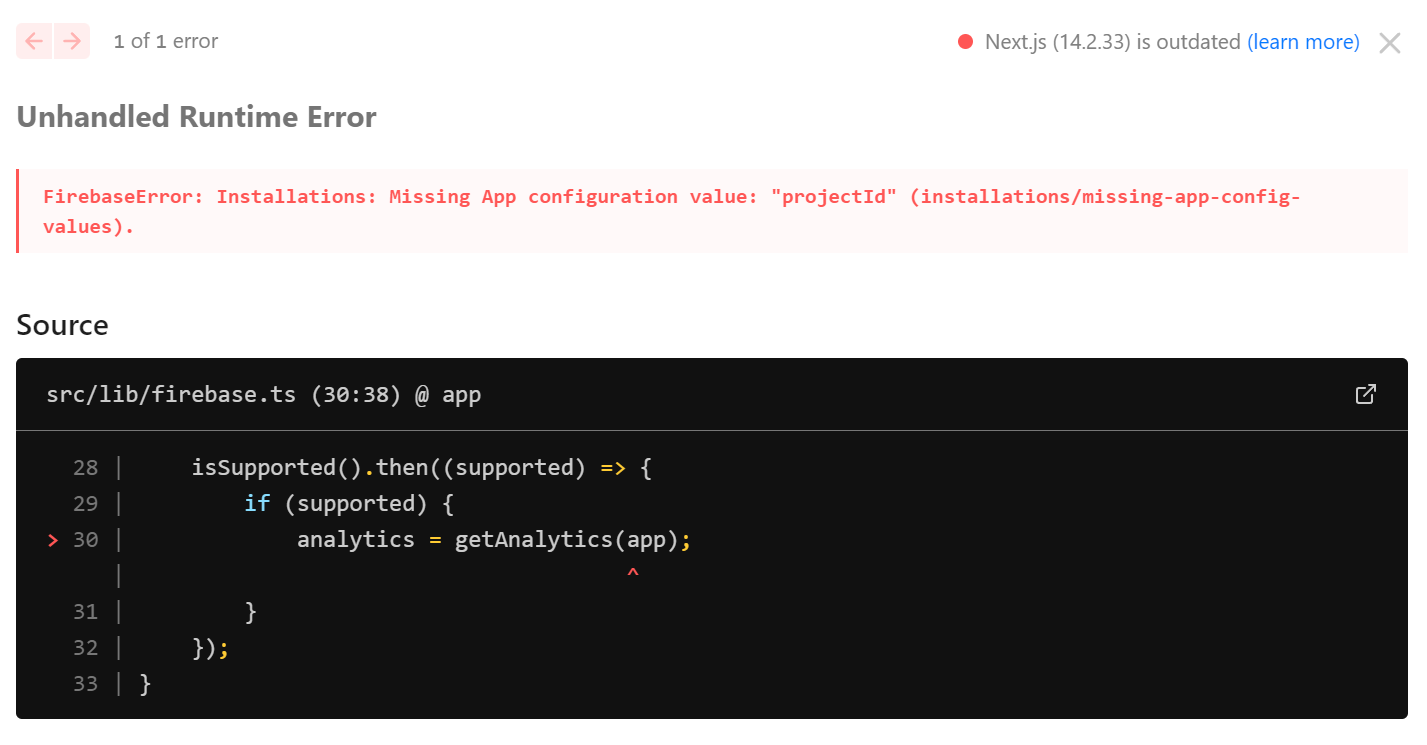 1 of 1 error
Next.js (14.2.33) is outdated (learn more)
Unhandled Runtime Error
FirebaseError: Installations: Missing App configuration value: "projectId" (installations/missing-app-config-
values).
Source
src/lib/firebase.ts (30:38) @ app
28 |     isSupported().then((supported) => {
29 |         if (supported) {
> 30 |             analytics = getAnalytics(app);
|                                      ^
31 |         }
32 |     });
33 | }